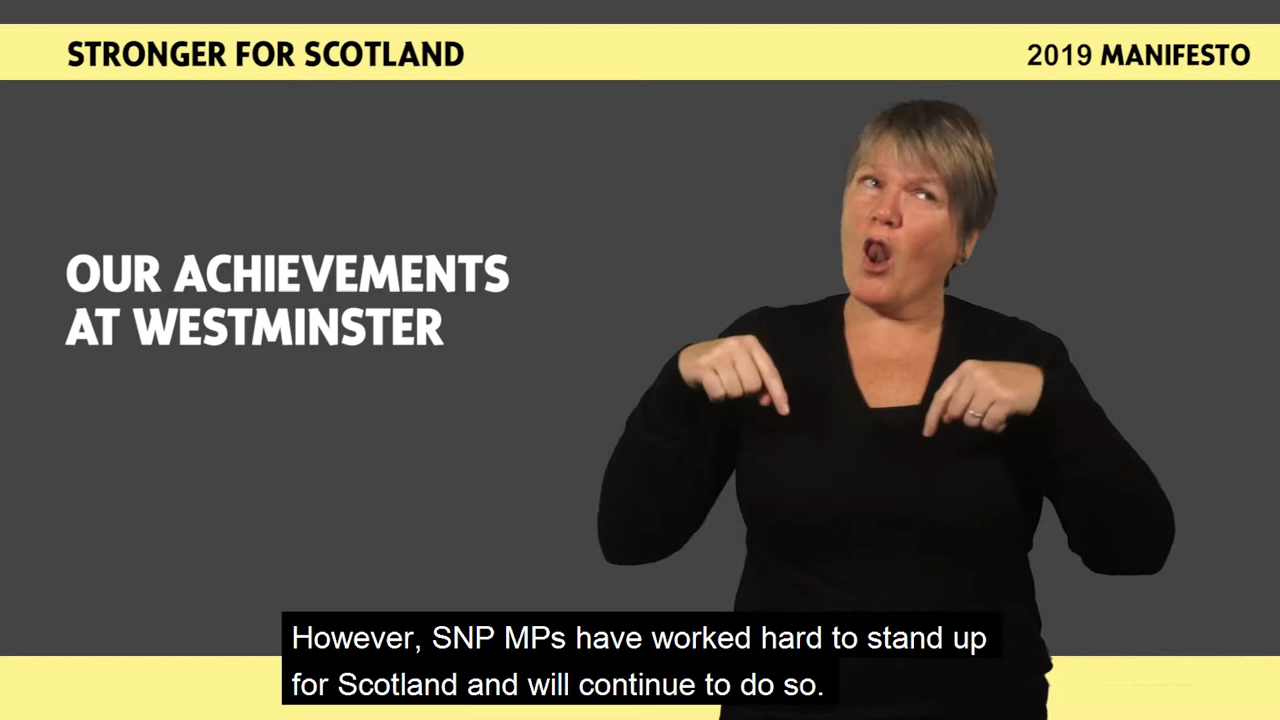 STRONGER FOR SCOTLAND
2019 MANIFESTO
OUR ACHIEVEMENTS
AT WESTMINSTER
However, SNP MPs have worked hard to stand up
for Scotland and will continue to do so.